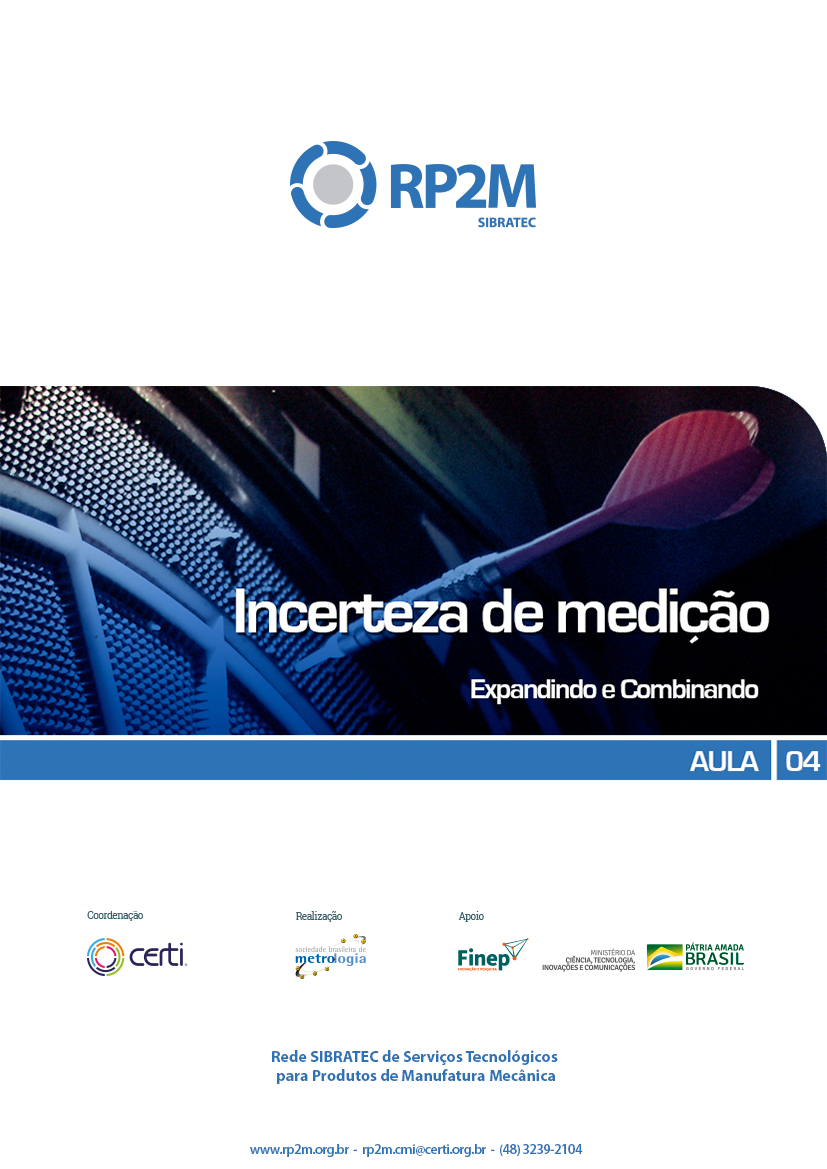 RP2M
SIBRATEC
Incerteza de medição
Expandindo e Combinando
AULA 04
Coordenação
Realização
Apoio
CERTI
sociedade brasileira de
metrologia
Finep
INOVAÇÃO E PESQUISA
MINISTÉRIO DA
CIÊNCIA, TECNOLOGIA,
INOVAÇÕES E COMUNICAÇÕES
PÁTRIA AMADA
BRASIL
GOVERNO FEDERAL
Rede SIBRATEC de Serviços Tecnológicos
para Produtos de Manufatura Mecânica
www.rp2m.org.br - rp2m.cmi@certi.org.br - (48) 3239-2104